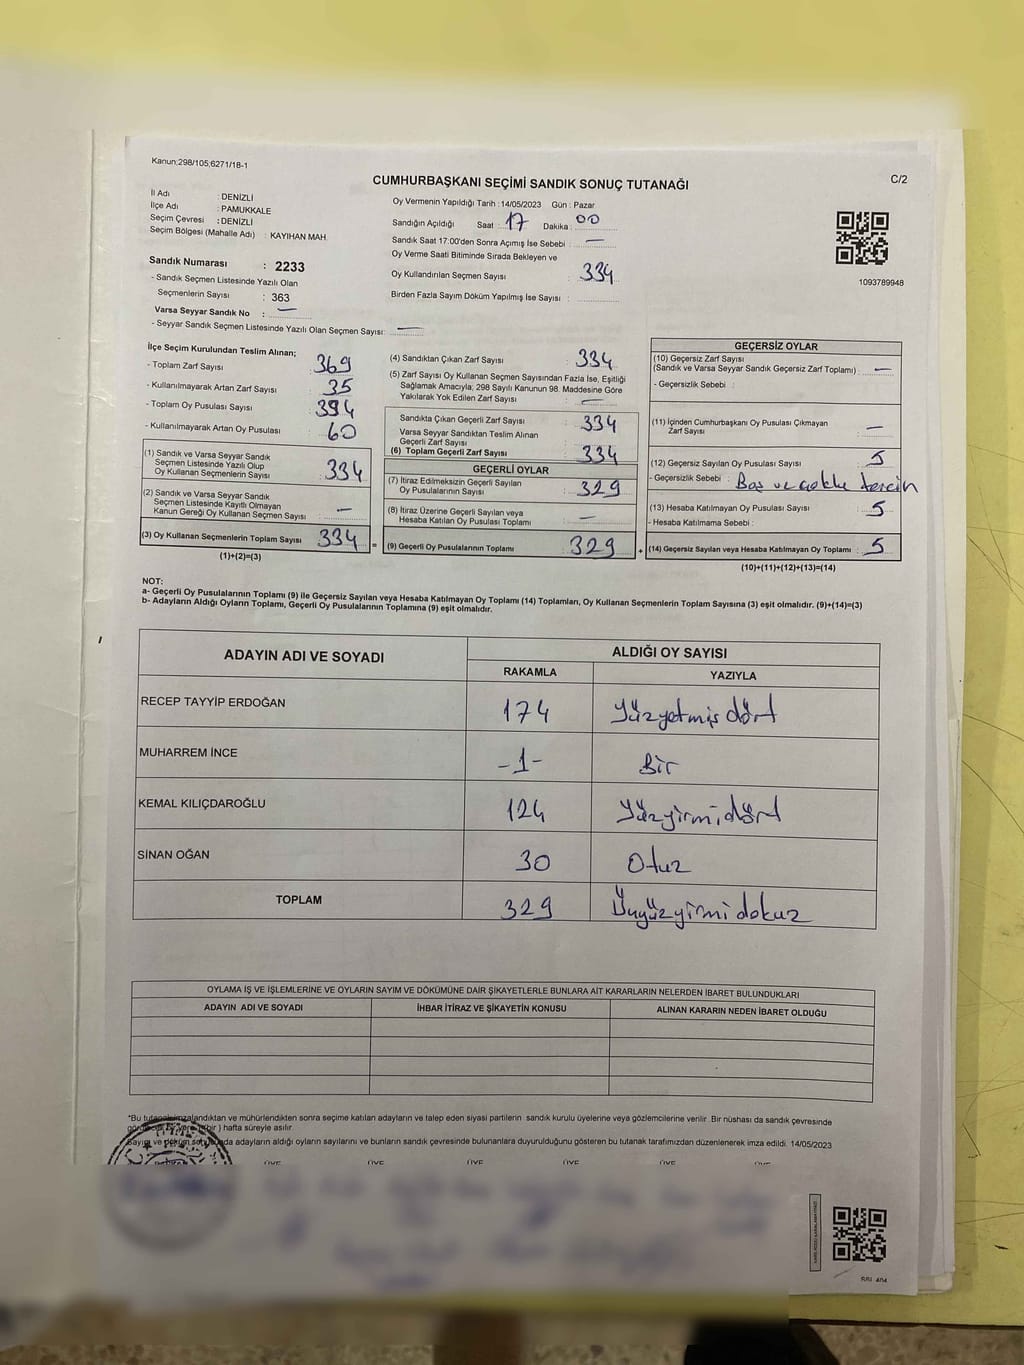 Kanun;298/105;6271/18-1
CUMHURBAŞKANI SEÇİMİ SANDIK SONUÇ TUTANAĞI
C/2
İl Adı : DENİZLİ
İlçe Adı : PAMUKKALE
Seçim Çevresi : DENİZLİ
Seçim Bölgesi (Mahalle Adı) : KAYIHAN MAH.
Sandık Numarası : 2233
- Sandık Seçmen Listesinde Yazılı Olan
Seçmenlerin Sayısı : 363
Varsa Seyyar Sandık No : —
- Seyyar Sandık Seçmen Listesinde Yazılı Olan Seçmen Sayısı: —
Oy Vermenin Yapıldığı Tarih : 14/05/2023 Gün : Pazar
Sandığın Açıldığı Saat : 17 Dakika : 00
Sandık Saat 17:00'den Sonra Açımış İse Sebebi : —
Oy Verme Saati Bitiminde Sırada Bekleyen ve
Oy Kullandırılan Seçmen Sayısı : 334
Birden Fazla Sayım Döküm Yapılmış İse Sayısı :
1093789948
İlçe Seçim Kurulundan Teslim Alınan;
- Toplam Zarf Sayısı : 369
- Kullanılmayarak Artan Zarf Sayısı : 35
- Toplam Oy Pusulası Sayısı : 394
- Kullanılmayarak Artan Oy Pusulası : 60
(1) Sandık ve Varsa Seyyar Sandık
Seçmen Listesinde Yazılı Olup
Oy Kullanan Seçmenlerin Sayısı : 334
(2) Sandık ve Varsa Seyyar Sandık
Seçmen Listesinde Kayıtlı Olmayan
Kanun Gereği Oy Kullanan Seçmen Sayısı : —
(3) Oy Kullanan Seçmenlerin Toplam Sayısı : 334 =
(1)+(2)=(3)
(4) Sandıktan Çıkan Zarf Sayısı : 334
(5) Zarf Sayısı Oy Kullanan Seçmen Sayısından Fazla İse, Eşitliği
Sağlamak Amacıyla; 298 Sayılı Kanunun 98. Maddesine Göre
Yakılarak Yok Edilen Zarf Sayısı : —
Sandıkta Çıkan Geçerli Zarf Sayısı : 334
Varsa Seyyar Sandıktan Teslim Alınan
Geçerli Zarf Sayısı :
(6) Toplam Geçerli Zarf Sayısı : 334
GEÇERLİ OYLAR
(7) İtiraz Edilmeksizin Geçerli Sayılan
Oy Pusulalarının Sayısı : 329
(8) İtiraz Üzerine Geçerli Sayılan veya
Hesaba Katılan Oy Pusulası Toplamı : —
(9) Geçerli Oy Pusulalarının Toplamı : 329 +
GEÇERSİZ OYLAR
(10) Geçersiz Zarf Sayısı
(Sandık ve Varsa Seyyar Sandık Geçersiz Zarf Toplamı) : —
- Geçersizlik Sebebi :
(11) İçinden Cumhurbaşkanı Oy Pusulası Çıkmayan
Zarf Sayısı : —
(12) Geçersiz Sayılan Oy Pusulası Sayısı : 5
- Geçersizlik Sebebi : Boş ve çoklu tercih
(13) Hesaba Katılmayan Oy Pusulası Sayısı : 5
- Hesaba Katılmama Sebebi :
(14) Geçersiz Sayılan veya Hesaba Katılmayan Oy Toplamı : 5
(10)+(11)+(12)+(13)=(14)
NOT:
a- Geçerli Oy Pusulalarının Toplamı (9) ile Geçersiz Sayılan veya Hesaba Katılmayan Oy Toplamı (14) Toplamları, Oy Kullanan Seçmenlerin Toplam Sayısına (3) eşit olmalıdır. (9)+(14)=(3)
b- Adayların Aldığı Oyların Toplamı, Geçerli Oy Pusulalarının Toplamına (9) eşit olmalıdır.
ADAYIN ADI VE SOYADI
ALDIĞI OY SAYISI
RAKAMLA YAZIYLA
RECEP TAYYİP ERDOĞAN 174 Yüzyetmiş dört
MUHARREM İNCE -1- Bir
KEMAL KILIÇDAROĞLU 124 Yüzyirmidört
SİNAN OĞAN 30 Otuz
TOPLAM 329 Üçyüzyirmi dokuz
OYLAMA İŞ VE İŞLEMLERİNE VE OYLARIN SAYIM VE DÖKÜMÜNE DAİR ŞİKAYETLERLE BUNLARA AİT KARARLARIN NELERDEN İBARET BULUNDUKLARI
ADAYIN ADI VE SOYADI İHBAR İTİRAZ VE ŞİKAYETİN KONUSU ALINAN KARARIN NEDEN İBARET OLDUĞU
*Bu imzalandıktan ve mühürlendikten sonra seçime katılan adayların ve talep eden siyasi partilerin sandık kurulu üyelerine veya gözlemcilerine verilir. Bir nüshası da sandık çevresinde
bir ) hafta süreyle asılır.
Sayım ve döküm adayların aldığı oyların sayılarını ve bunların sandık çevresinde bulunanlara duyurulduğunu gösteren bu tutanak tarafımızdan düzenlenerek imza edildi. 14/05/2023
ÜYE ÜYE ÜYE ÜYE ÜYE ÜYE